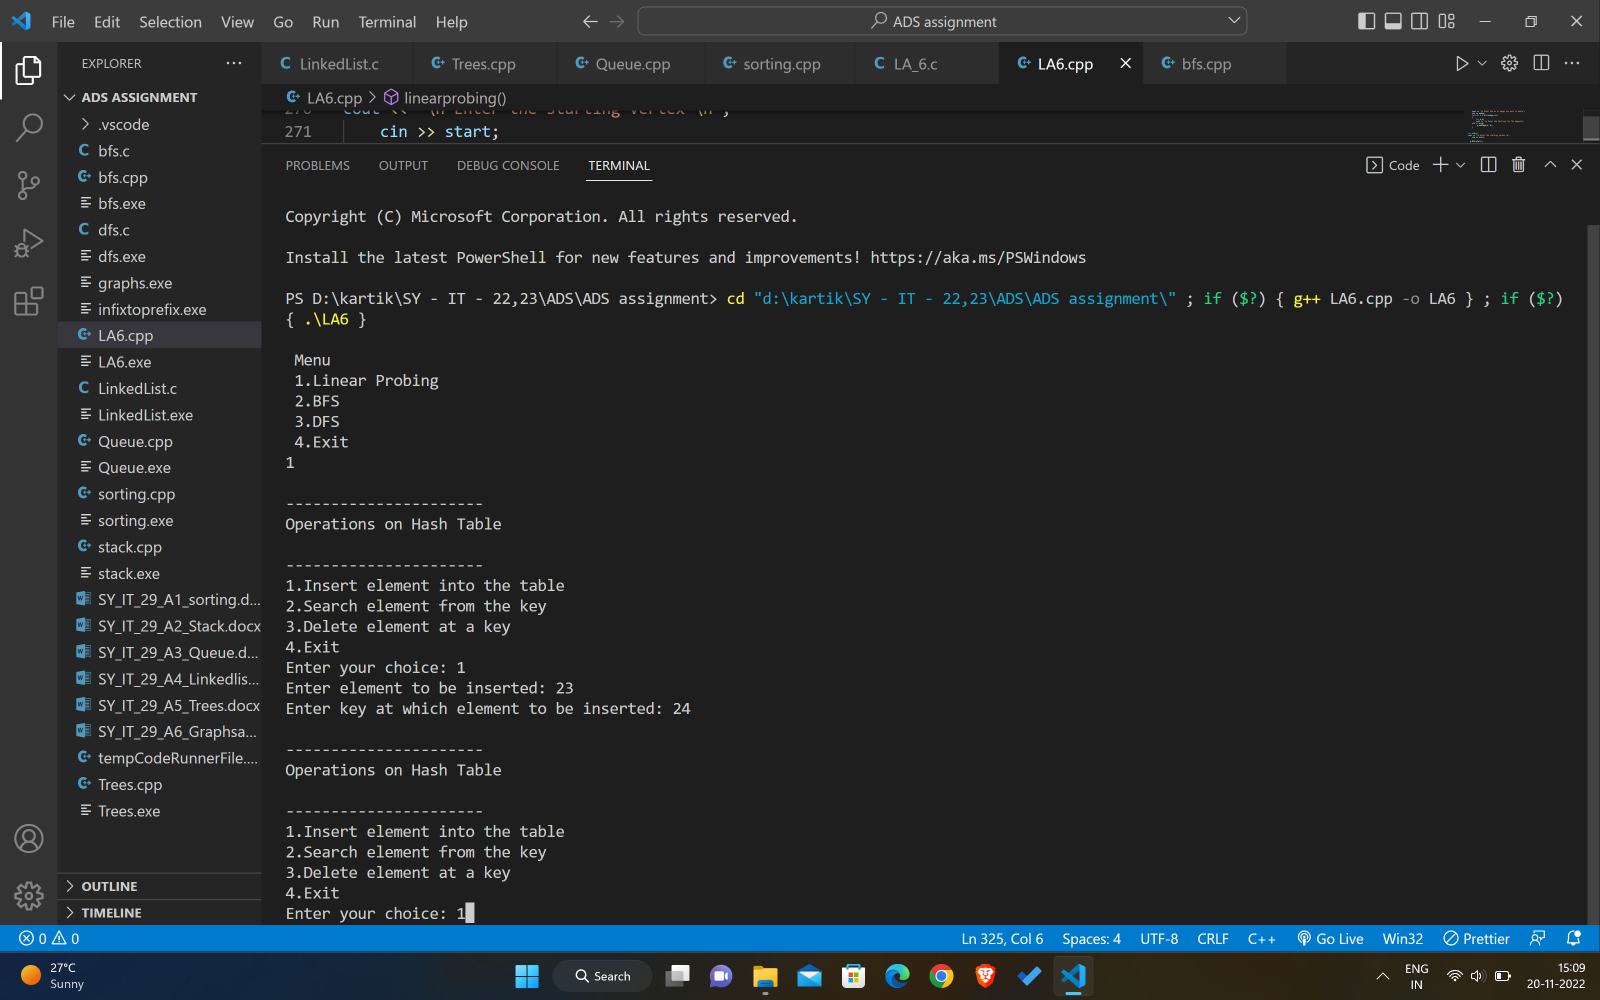 File Edit Selection View Go Run Terminal Help
ADS assignment
EXPLORER
LinkedList.c
Trees.cpp
Queue.cpp
sorting.cpp
LA_6.c
LA6.cpp
bfs.cpp
ADS ASSIGNMENT
.vscode
bfs.c
bfs.cpp
bfs.exe
dfs.c
dfs.exe
graphs.exe
infixtoprefix.exe
LA6.cpp
LA6.exe
LinkedList.c
LinkedList.exe
Queue.cpp
Queue.exe
sorting.cpp
sorting.exe
stack.cpp
stack.exe
SY_IT_29_A1_sorting.d...
SY_IT_29_A2_Stack.docx
SY_IT_29_A3_Queue.d...
SY_IT_29_A4_Linkedlis...
SY_IT_29_A5_Trees.docx
SY_IT_29_A6_Graphsa...
tempCodeRunnerFile....
Trees.cpp
Trees.exe
OUTLINE
TIMELINE
LA6.cpp > linearprobing()
271 cin >> start;
PROBLEMS OUTPUT DEBUG CONSOLE TERMINAL
Code
Copyright (C) Microsoft Corporation. All rights reserved.
Install the latest PowerShell for new features and improvements! https://aka.ms/PSWindows
PS D:\kartik\SY - IT - 22,23\ADS\ADS assignment> cd "d:\kartik\SY - IT - 22,23\ADS\ADS assignment\" ; if ($?) { g++ LA6.cpp -o LA6 } ; if ($?)
{ .\LA6 }
Menu
1.Linear Probing
2.BFS
3.DFS
4.Exit
1
----------------------
Operations on Hash Table
----------------------
1.Insert element into the table
2.Search element from the key
3.Delete element at a key
4.Exit
Enter your choice: 1
Enter element to be inserted: 23
Enter key at which element to be inserted: 24
----------------------
Operations on Hash Table
----------------------
1.Insert element into the table
2.Search element from the key
3.Delete element at a key
4.Exit
Enter your choice: 1
0 0
Ln 325, Col 6 Spaces: 4 UTF-8 CRLF C++ Go Live Win32 Prettier
27°C
Sunny
Search
ENG
IN
15:09
20-11-2022